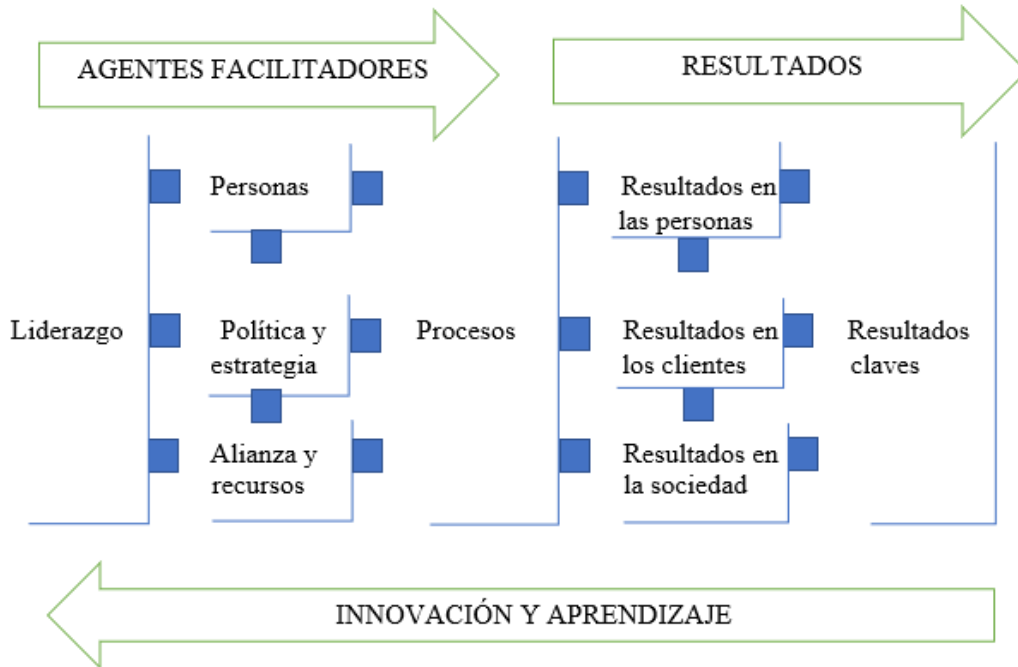 AGENTES FACILITADORES
RESULTADOS
Personas
Resultados en
las personas
Liderazgo
Política y
estrategia
Procesos
Resultados en
los clientes
Resultados
claves
Alianza y
recursos
Resultados en
la sociedad
INNOVACIÓN Y APRENDIZAJE